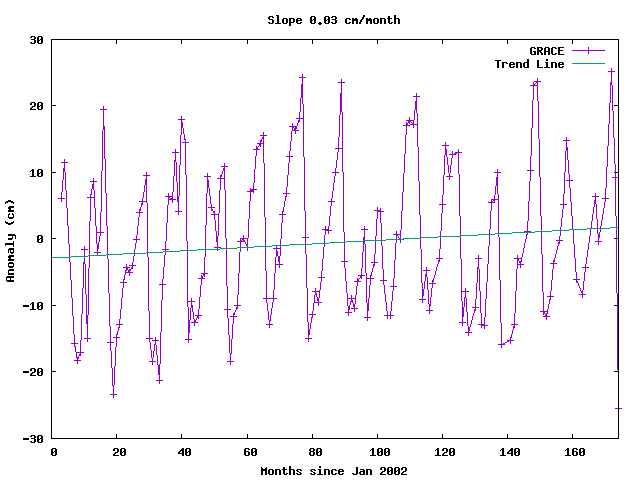 Slope 0.03 cm/month
GRACE
Trend Line
30
20
10
0
-10
-20
-30
Anomaly (cm)
0 20 40 60 80 100 120 140 160
Months since Jan 2002